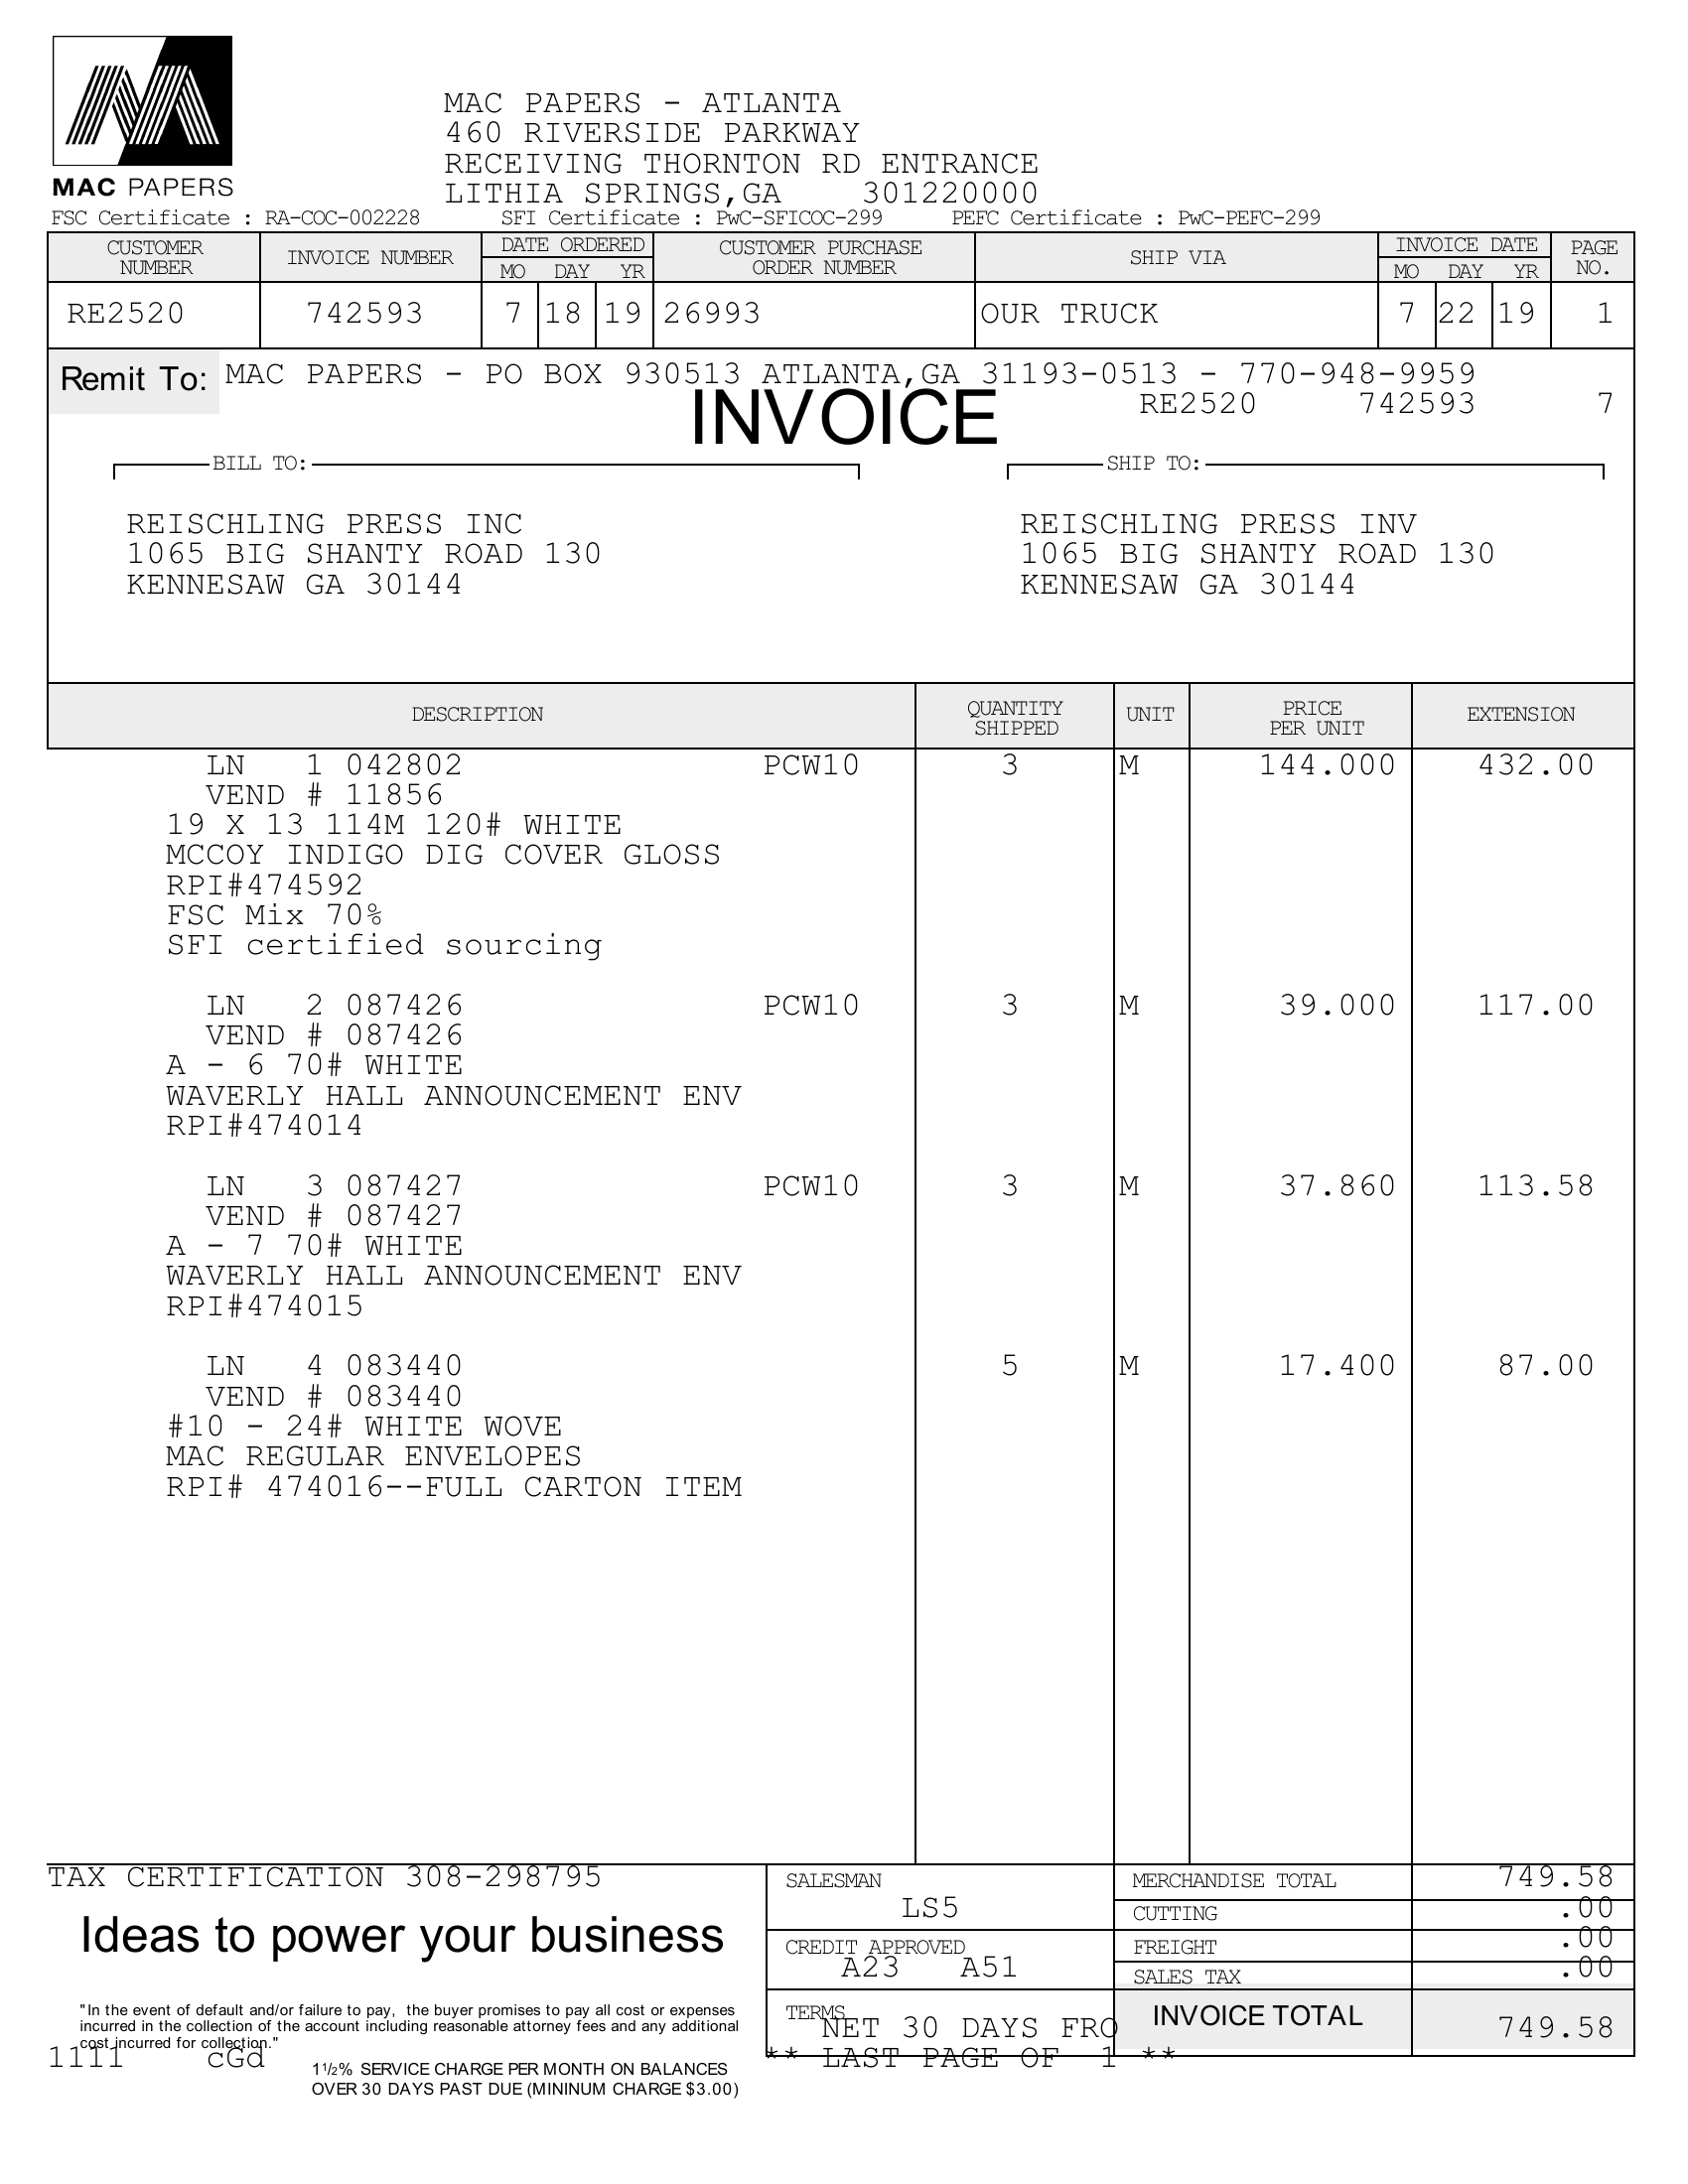 MAC PAPERS - ATLANTA
460 RIVERSIDE PARKWAY
RECEIVING THORNTON RD ENTRANCE
MAC PAPERS
LITHIA SPRINGS,GA 301220000
FSC Certificate : RA-COC-002228 SFI Certificate : PwC-SFICOC-299 PEFC Certificate : PwC-PEFC-299
CUSTOMER NUMBER INVOICE NUMBER DATE ORDERED MO DAY YR CUSTOMER PURCHASE ORDER NUMBER SHIP VIA INVOICE DATE MO DAY YR PAGE NO.
RE2520 742593 7 18 19 26993 OUR TRUCK 7 22 19 1
Remit To: MAC PAPERS - PO BOX 930513 ATLANTA,GA 31193-0513 - 770-948-9959
INVOICE RE2520 742593 7
BILL TO: SHIP TO:
REISCHLING PRESS INC REISCHLING PRESS INV
1065 BIG SHANTY ROAD 130 1065 BIG SHANTY ROAD 130
KENNESAW GA 30144 KENNESAW GA 30144
DESCRIPTION QUANTITY SHIPPED UNIT PRICE PER UNIT EXTENSION
LN 1 042802 PCW10 3 M 144.000 432.00
VEND # 11856
19 X 13 114M 120# WHITE
MCCOY INDIGO DIG COVER GLOSS
RPI#474592
FSC Mix 70%
SFI certified sourcing
LN 2 087426 PCW10 3 M 39.000 117.00
VEND # 087426
A - 6 70# WHITE
WAVERLY HALL ANNOUNCEMENT ENV
RPI#474014
LN 3 087427 PCW10 3 M 37.860 113.58
VEND # 087427
A - 7 70# WHITE
WAVERLY HALL ANNOUNCEMENT ENV
RPI#474015
LN 4 083440 5 M 17.400 87.00
VEND # 083440
#10 - 24# WHITE WOVE
MAC REGULAR ENVELOPES
RPI# 474016--FULL CARTON ITEM
TAX CERTIFICATION 308-298795 SALESMAN MERCHANDISE TOTAL 749.58
LS5 CUTTING .00
Ideas to power your business
CREDIT APPROVED FREIGHT .00
A23 A51 SALES TAX .00
"In the event of default and/or failure to pay, the buyer promises to pay all cost or expenses
incurred in the collection of the account including reasonable attorney fees and any additional
cost incurred for collection."
TERMS NET 30 DAYS FRO INVOICE TOTAL 749.58
1111 cGd ** LAST PAGE OF 1 **
1½% SERVICE CHARGE PER MONTH ON BALANCES
OVER 30 DAYS PAST DUE (MININUM CHARGE $3.00)